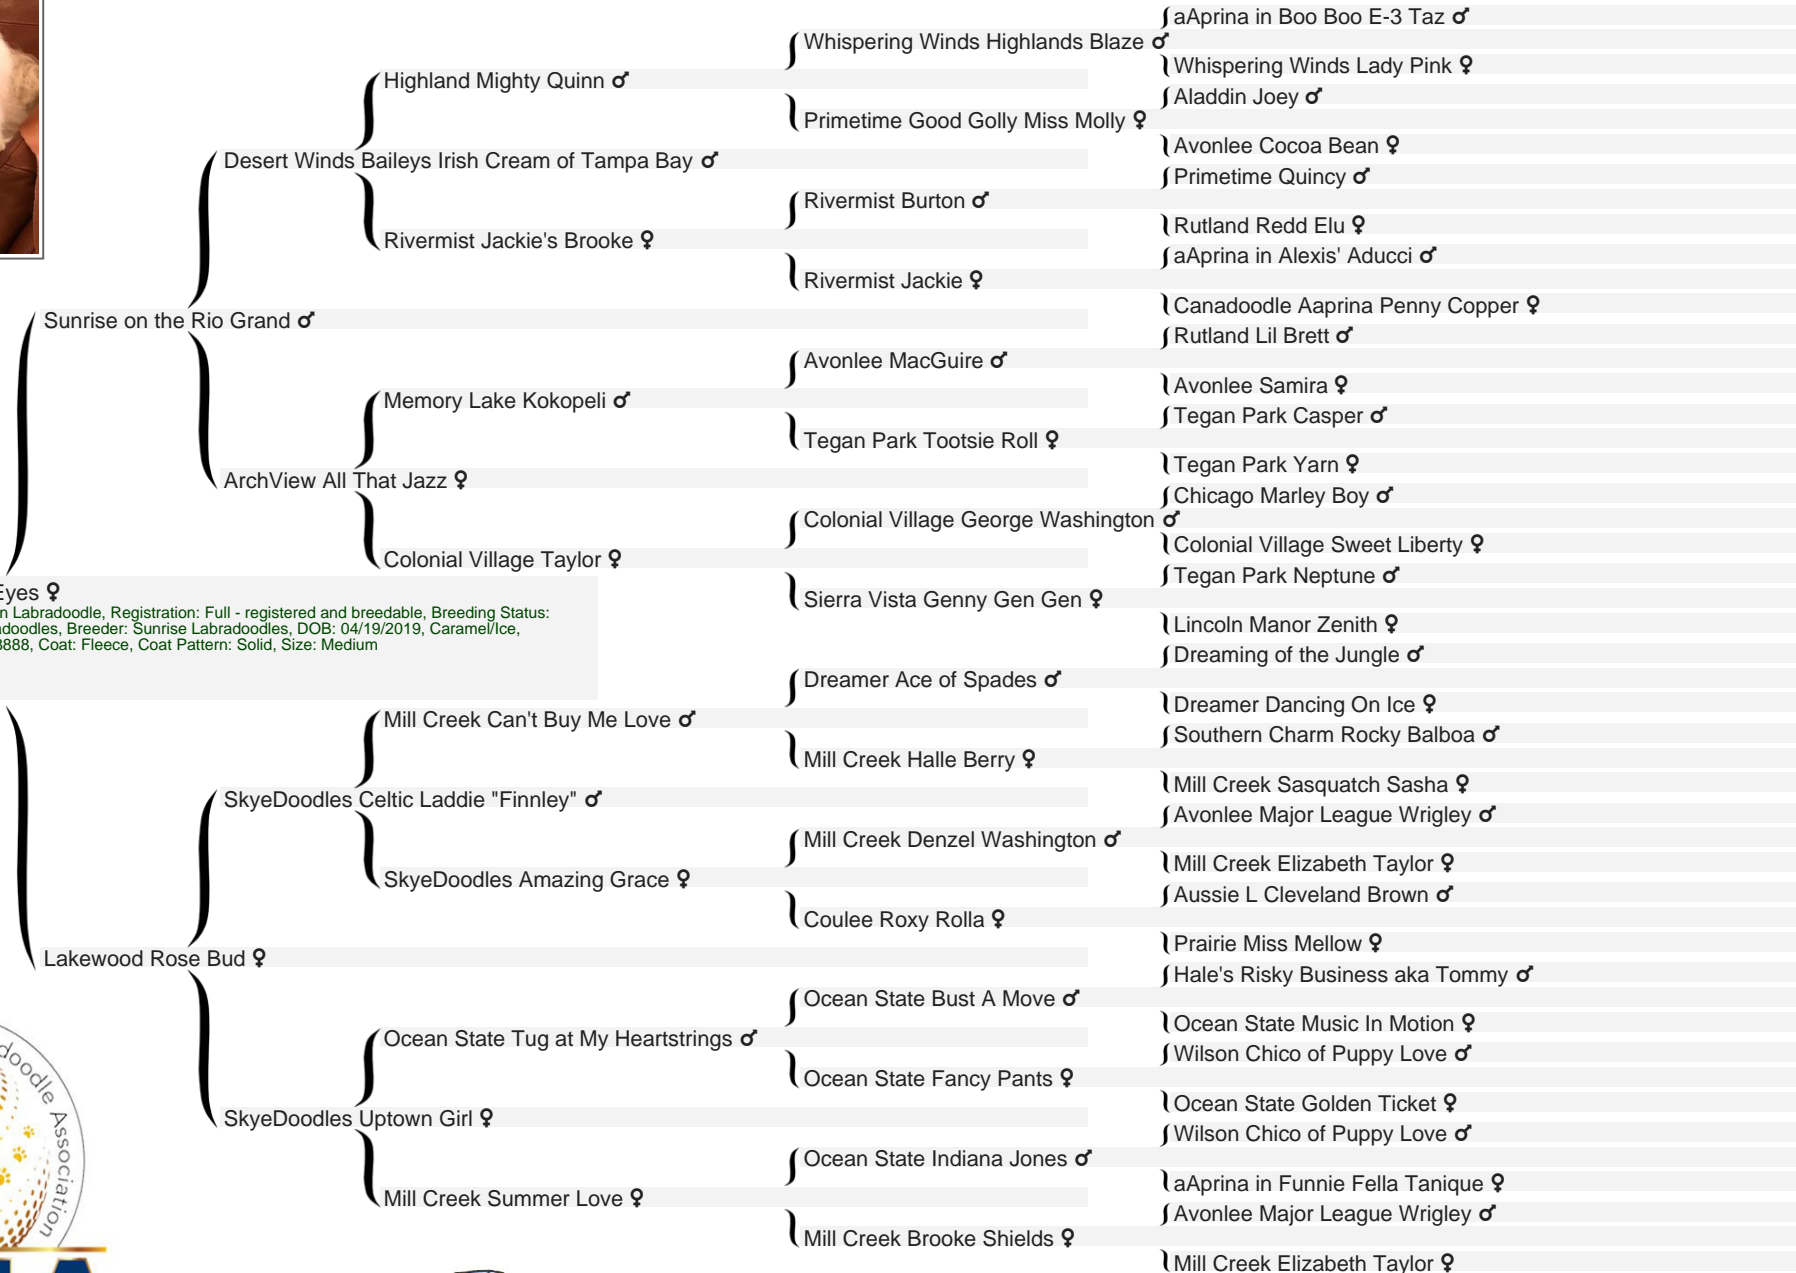 aAprina in Boo Boo E-3 Taz ♂
Whispering Winds Highlands Blaze ♂
Whispering Winds Lady Pink ♀
Highland Mighty Quinn ♂
Aladdin Joey ♂
Primetime Good Golly Miss Molly ♀
Avonlee Cocoa Bean ♀
Desert Winds Baileys Irish Cream of Tampa Bay ♂
Primetime Quincy ♂
Rivermist Burton ♂
Rutland Redd Elu ♀
Rivermist Jackie's Brooke ♀
aAprina in Alexis' Aducci ♂
Rivermist Jackie ♀
Canadoodle Aaprina Penny Copper ♀
Sunrise on the Rio Grand ♂
Rutland Lil Brett ♂
Avonlee MacGuire ♂
Avonlee Samira ♀
Memory Lake Kokopeli ♂
Tegan Park Casper ♂
Tegan Park Tootsie Roll ♀
Tegan Park Yarn ♀
ArchView All That Jazz ♀
Chicago Marley Boy ♂
Colonial Village George Washington ♂
Colonial Village Sweet Liberty ♀
Colonial Village Taylor ♀
Tegan Park Neptune ♂
Eyes ♀
Sierra Vista Genny Gen Gen ♀
n Labradoodle, Registration: Full - registered and breedable, Breeding Status:
doodles, Breeder: Sunrise Labradoodles, DOB: 04/19/2019, Caramel/Ice,
8888, Coat: Fleece, Coat Pattern: Solid, Size: Medium
Lincoln Manor Zenith ♀
Dreaming of the Jungle ♂
Dreamer Ace of Spades ♂
Dreamer Dancing On Ice ♀
Mill Creek Can't Buy Me Love ♂
Southern Charm Rocky Balboa ♂
Mill Creek Halle Berry ♀
Mill Creek Sasquatch Sasha ♀
SkyeDoodles Celtic Laddie "Finnley" ♂
Avonlee Major League Wrigley ♂
Mill Creek Denzel Washington ♂
Mill Creek Elizabeth Taylor ♀
SkyeDoodles Amazing Grace ♀
Aussie L Cleveland Brown ♂
Coulee Roxy Rolla ♀
Prairie Miss Mellow ♀
Lakewood Rose Bud ♀
Hale's Risky Business aka Tommy ♂
Ocean State Bust A Move ♂
Ocean State Music In Motion ♀
Ocean State Tug at My Heartstrings ♂
Wilson Chico of Puppy Love ♂
Ocean State Fancy Pants ♀
Ocean State Golden Ticket ♀
SkyeDoodles Uptown Girl ♀
Wilson Chico of Puppy Love ♂
Ocean State Indiana Jones ♂
aAprina in Funnie Fella Tanique ♀
Mill Creek Summer Love ♀
Avonlee Major League Wrigley ♂
Mill Creek Brooke Shields ♀
Mill Creek Elizabeth Taylor ♀
doodle Association